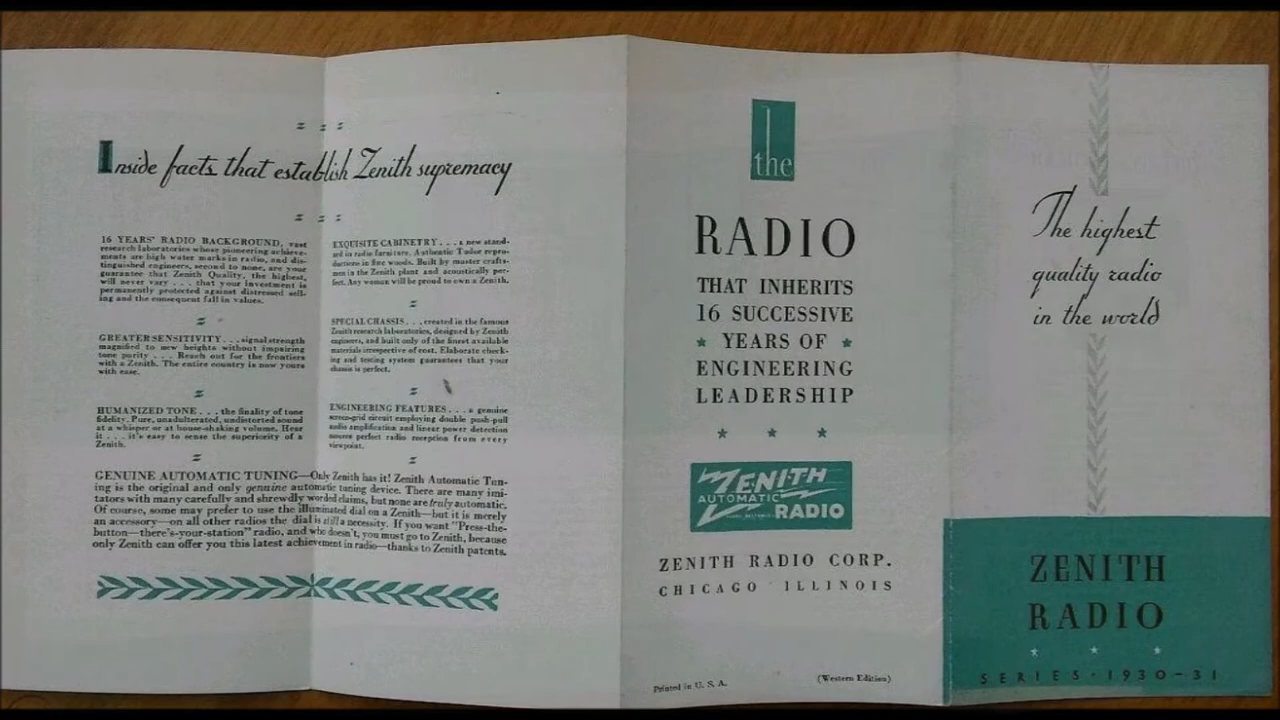 Inside facts that establish Zenith supremacy
16 YEARS' RADIO BACKGROUND, vast
research laboratories whose pioneering achieve-
ments are high water marks in radio, and dis-
tinguished engineers, second to none, are your
guarantee that Zenith Quality, the highest,
will never vary . . . that your investment is
permanently protected against distressed sell-
ing and the consequent fall in values.
GREATER SENSITIVITY . . . signal strength
magnified to new heights without impairing
tone purity . . . Reach out for the frontiers
with a Zenith. The entire country is now yours
with ease.
HUMANIZED TONE . . . the finality of tone
fidelity. Pure, unadulterated, undistorted sound
at a whisper or at house-shaking volume. Hear
it . . . it's easy to sense the superiority of a
Zenith.
EXQUISITE CABINETRY . . . a new stand-
ard in radio furniture. Authentic Tudor repro-
ductions in fine woods. Built by master crafts-
men in the Zenith plant and acoustically per-
fect. Any woman will be proud to own a Zenith.
SPECIAL CHASSIS . . . created in the famous
Zenith research laboratories, designed by Zenith
engineers, and built only of the finest available
materials irrespective of cost. Elaborate check-
ing and testing system guarantees that your
chassis is perfect.
ENGINEERING FEATURES . . . a genuine
screen-grid circuit employing double push-pull
audio amplification and linear power detection
assures perfect radio reception from every
viewpoint.
GENUINE AUTOMATIC TUNING—Only Zenith has it! Zenith Automatic Tun-
ing is the original and only genuine automatic tuning device. There are many imi-
tators with many carefully and shrewdly worded claims, but none are truly automatic.
Of course, some may prefer to use the illuminated dial on a Zenith—but it is merely
an accessory—on all other radios the dial is still a necessity. If you want "Press-the-
button—there's-your-station" radio, and who doesn't, you must go to Zenith, because
only Zenith can offer you this latest achievement in radio—thanks to Zenith patents.
the
RADIO
THAT INHERITS
16 SUCCESSIVE
YEARS OF
ENGINEERING
LEADERSHIP
ZENITH
AUTOMATIC
RADIO
ZENITH RADIO CORP.
CHICAGO ILLINOIS
Printed in U. S. A.
(Western Edition)
The highest
quality radio
in the world
ZENITH
RADIO
SERIES · 1930-31